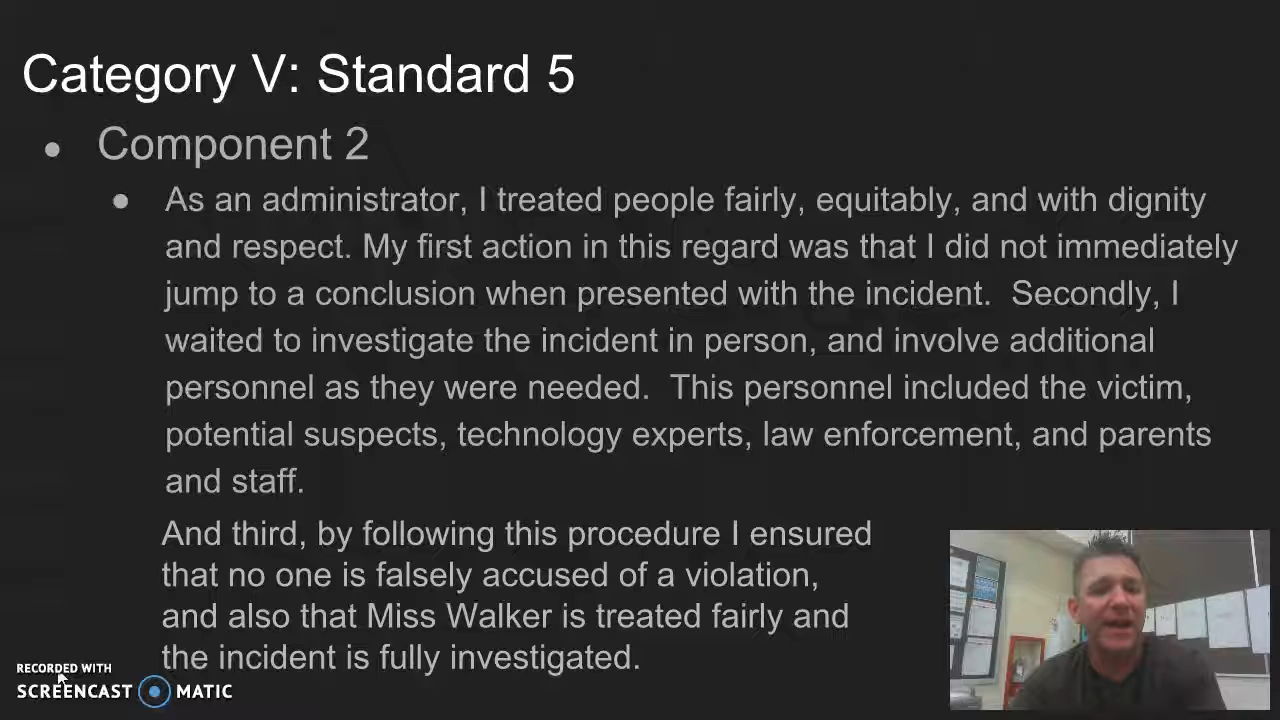 Category V: Standard 5
● Component 2
● As an administrator, I treated people fairly, equitably, and with dignity
and respect. My first action in this regard was that I did not immediately
jump to a conclusion when presented with the incident.  Secondly, I
waited to investigate the incident in person, and involve additional
personnel as they were needed.  This personnel included the victim,
potential suspects, technology experts, law enforcement, and parents
and staff.
And third, by following this procedure I ensured
that no one is falsely accused of a violation,
and also that Miss Walker is treated fairly and
the incident is fully investigated.
RECORDED WITH
SCREENCAST MATIC